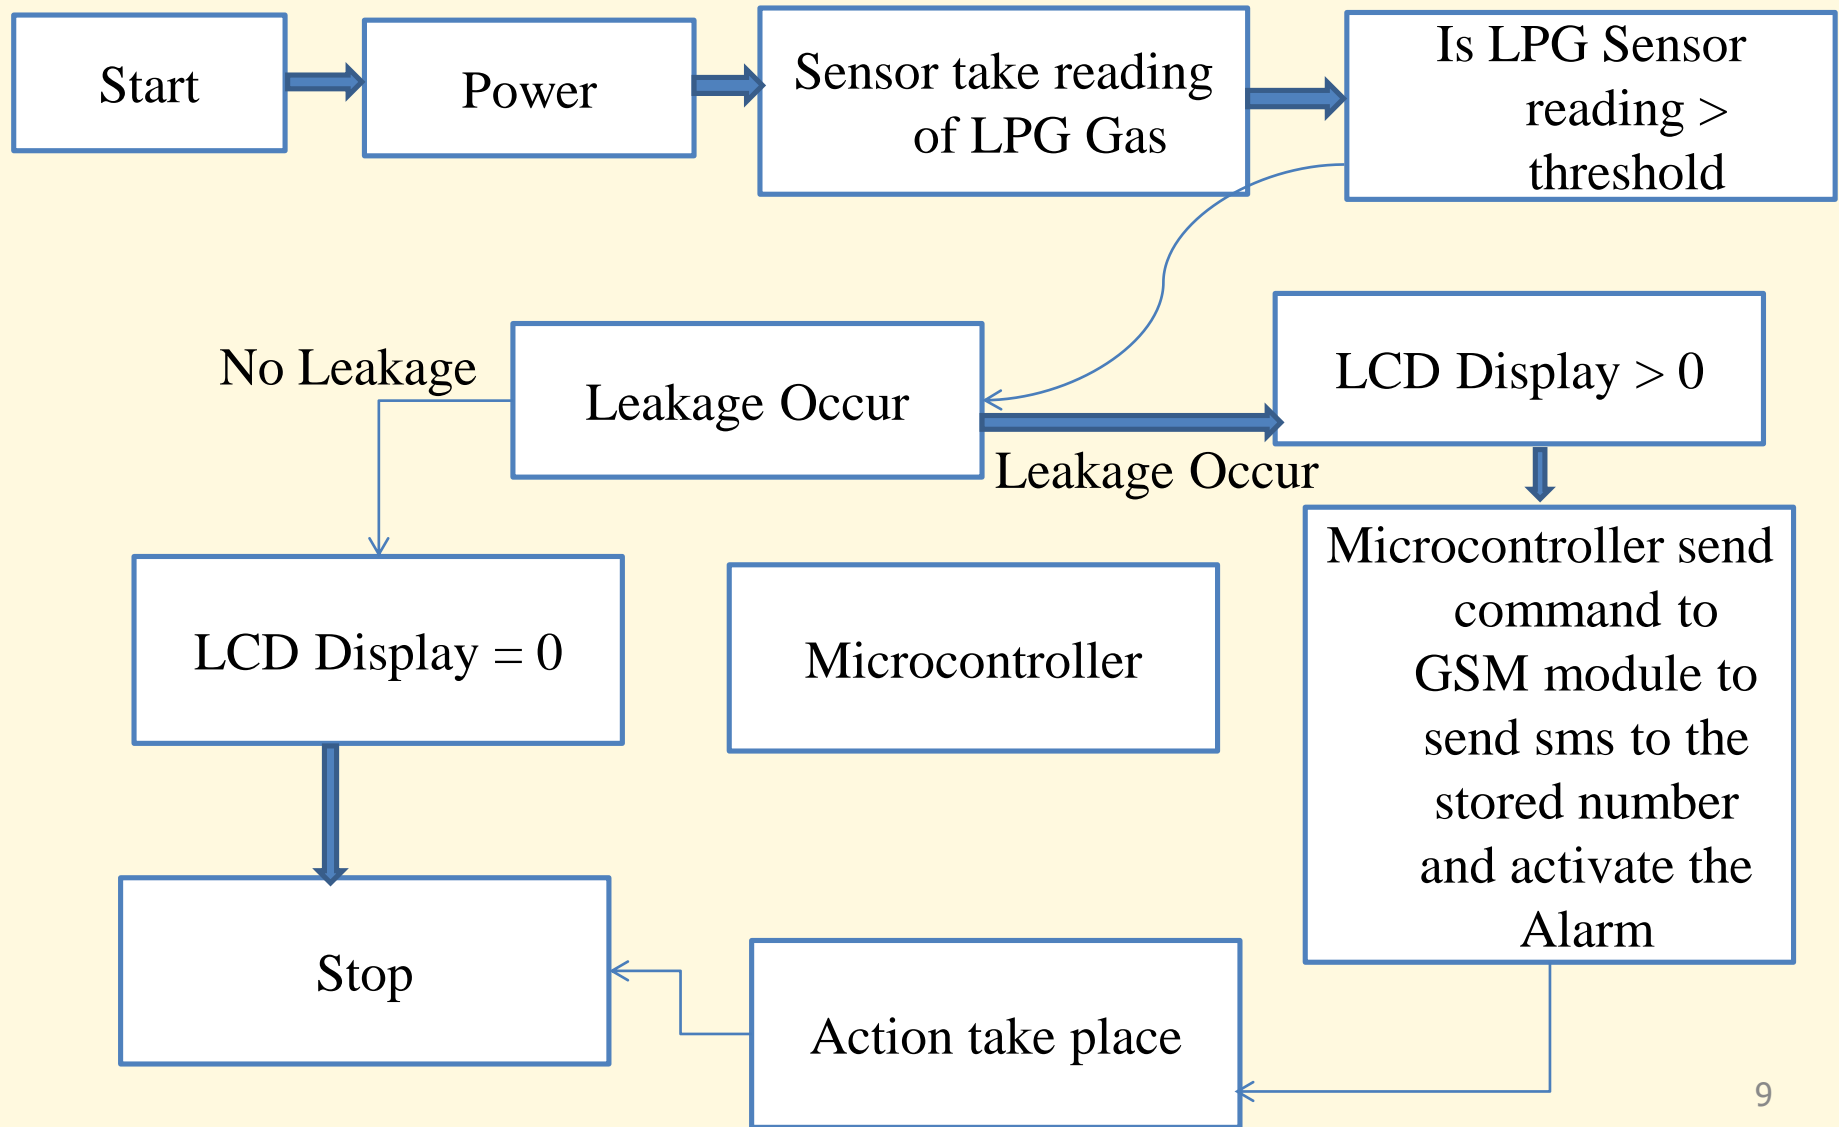 Start
Power
Sensor take reading
of LPG Gas
Is LPG Sensor
reading >
threshold
No Leakage
Leakage Occur
LCD Display > 0
Leakage Occur
LCD Display = 0
Microcontroller
Microcontroller send
command to
GSM module to
send sms to the
stored number
and activate the
Alarm
Stop
Action take place
9